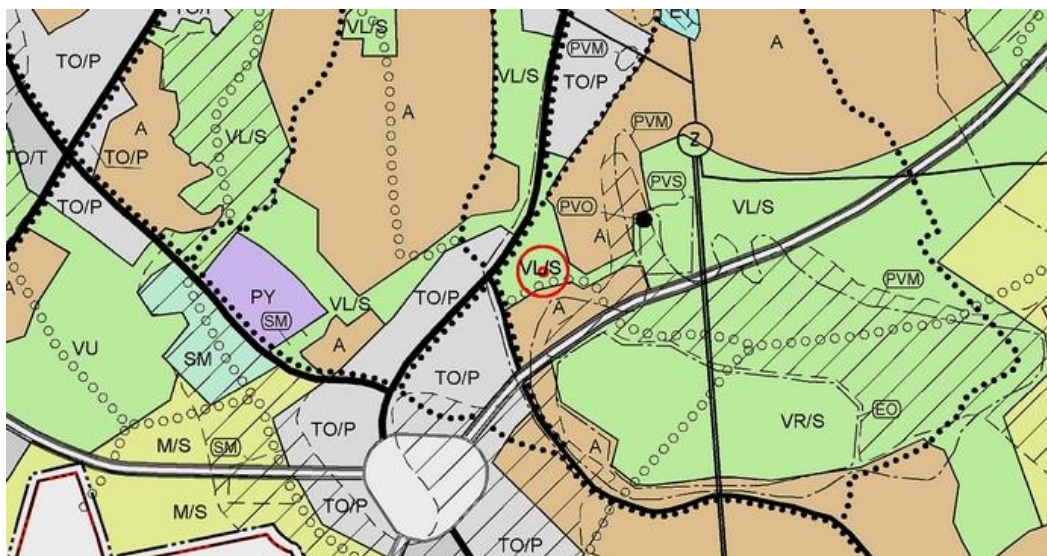 TO/P
VL/S
A
(PVM)
TO/P
VL/S
TO/P
A
A
TO/P
VL/S
(PVM)
Z
TO/T
TO/P
(PVS)
(PVO)
VL/S
A
VL/S
PY
(SM)
VL/S
TO/P
A
(PVM)
VU
SM
A
TO/P
TO/P
VR/S
(EO)
M/S
(SM)
A
M/S
TO/P
TO/P